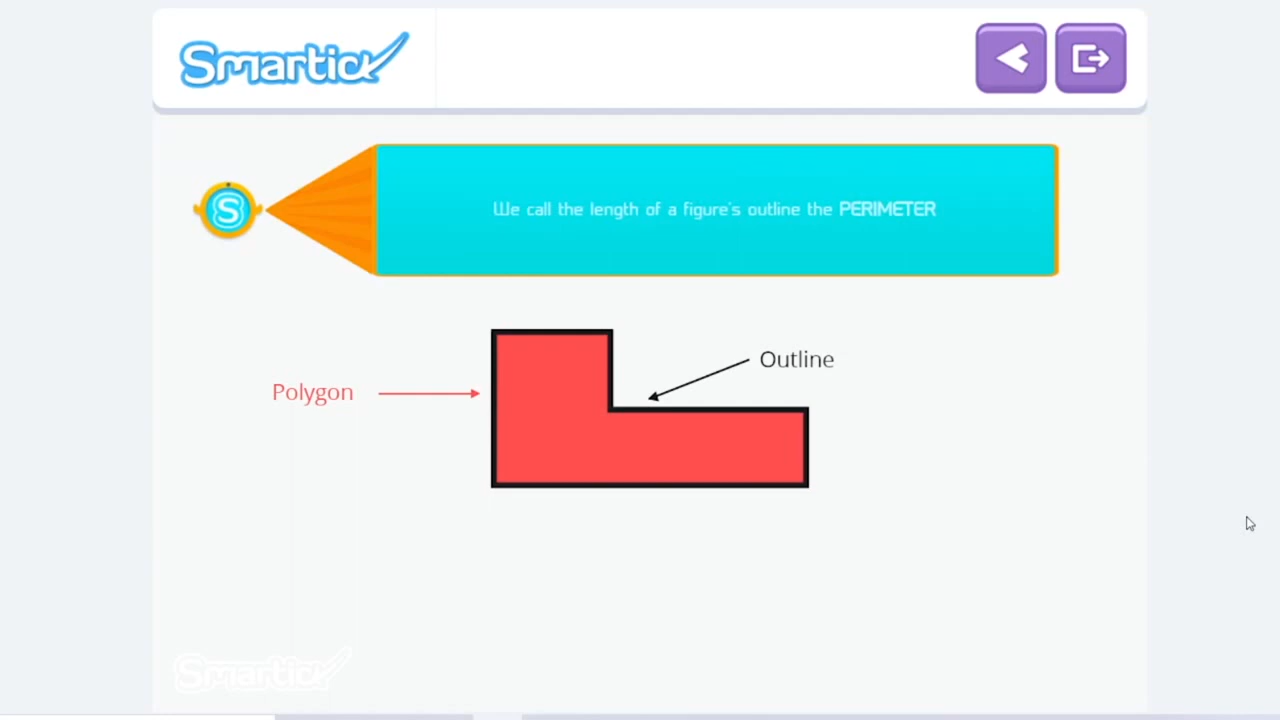 Smartick
S
We call the length of a figure's outline the PERIMETER
Outline
Polygon
Smartick